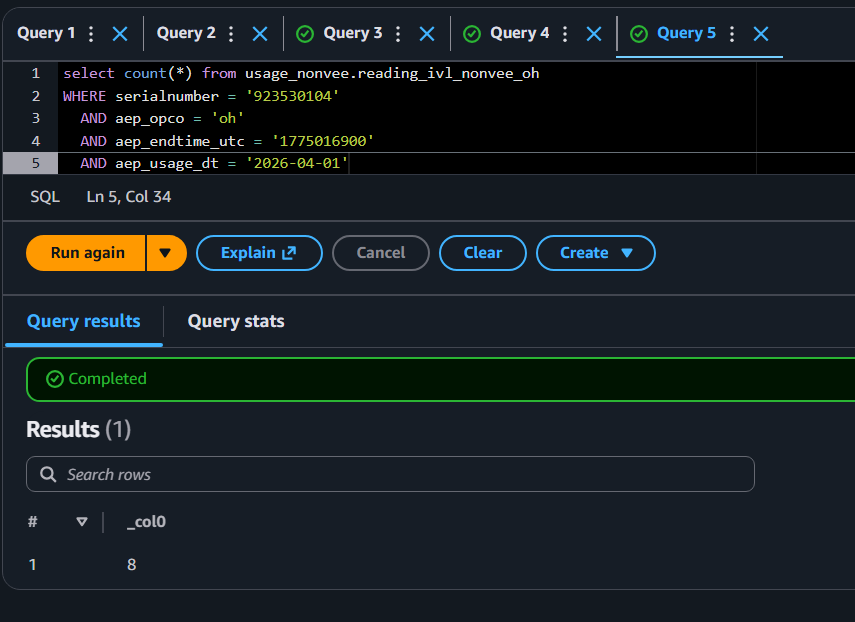 Query 1 Query 2 Query 3 Query 4 Query 5
1 select count(*) from usage_nonvee.reading_ivl_nonvee_oh
2 WHERE serialnumber = '923530104'
3 AND aep_opco = 'oh'
4 AND aep_endtime_utc = '1775016900'
5 AND aep_usage_dt = '2026-04-01'
SQL Ln 5, Col 34
Run again Explain Cancel Clear Create
Query results Query stats
Completed
Results (1)
Search rows
# _col0
1 8